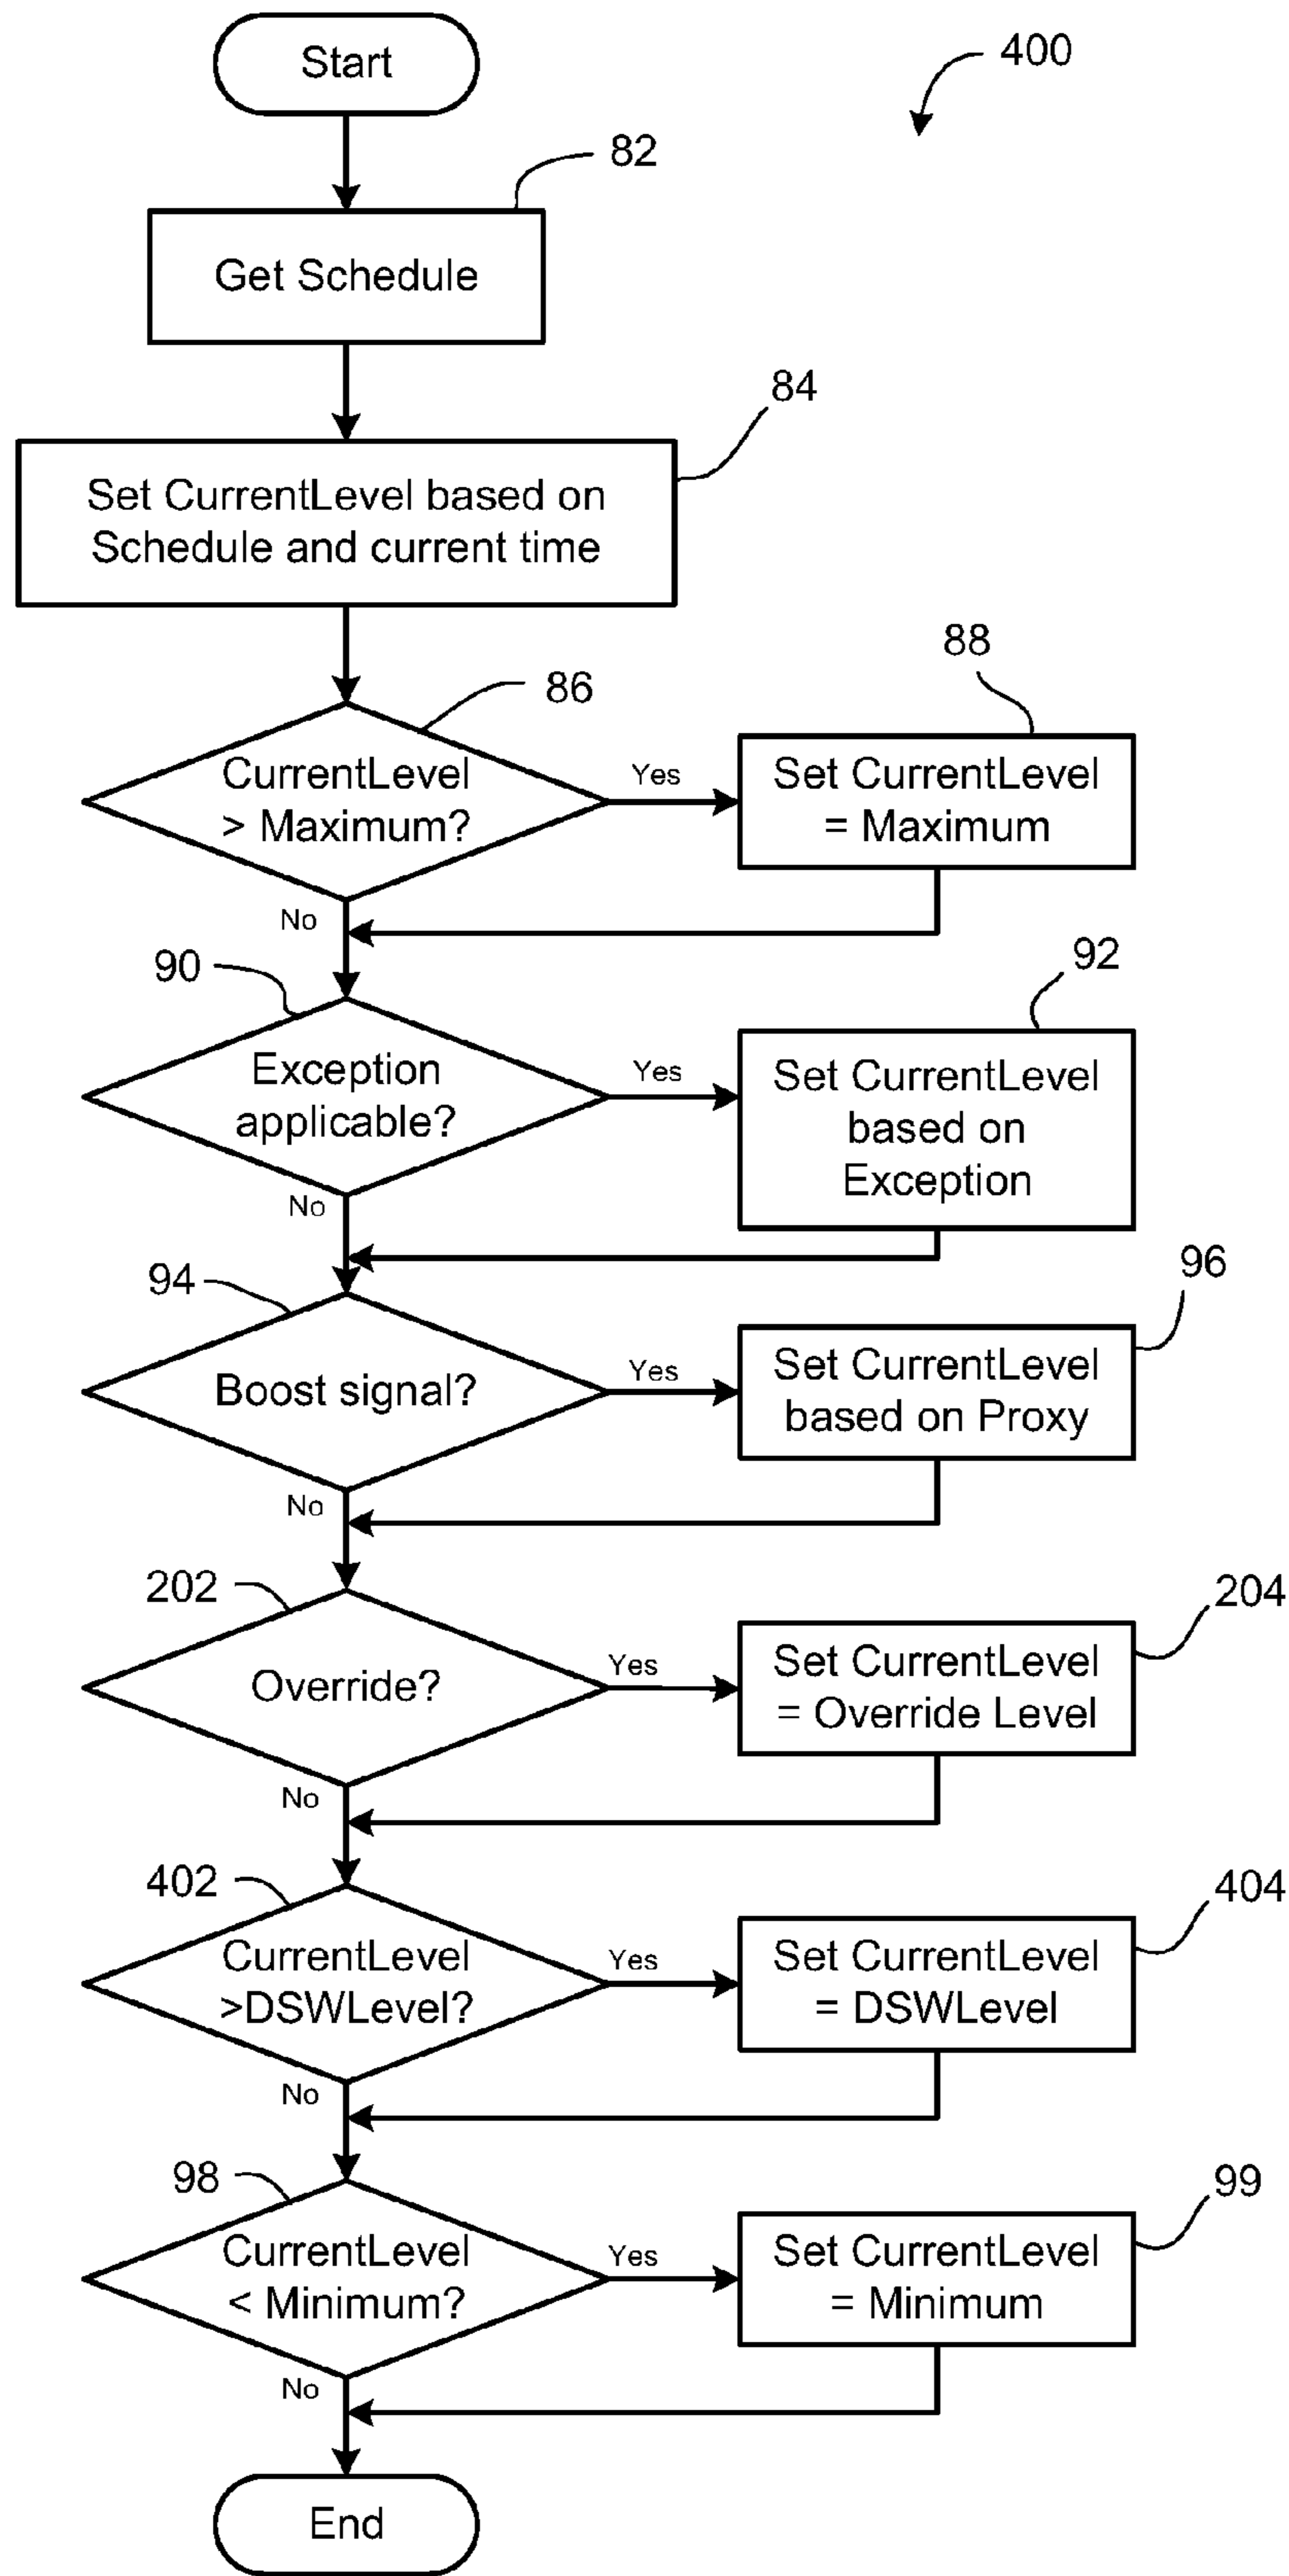 Start
400
82
Get Schedule
84
Set CurrentLevel based on
Schedule and current time
86
88
CurrentLevel
> Maximum?
Yes
Set CurrentLevel
= Maximum
No
90
92
Exception
applicable?
Yes
Set CurrentLevel
based on
Exception
No
94
96
Boost signal?
Yes
Set CurrentLevel
based on Proxy
No
202
204
Override?
Yes
Set CurrentLevel
= Override Level
No
402
404
CurrentLevel
>DSWLevel?
Yes
Set CurrentLevel
= DSWLevel
No
98
99
CurrentLevel
< Minimum?
Yes
Set CurrentLevel
= Minimum
No
End